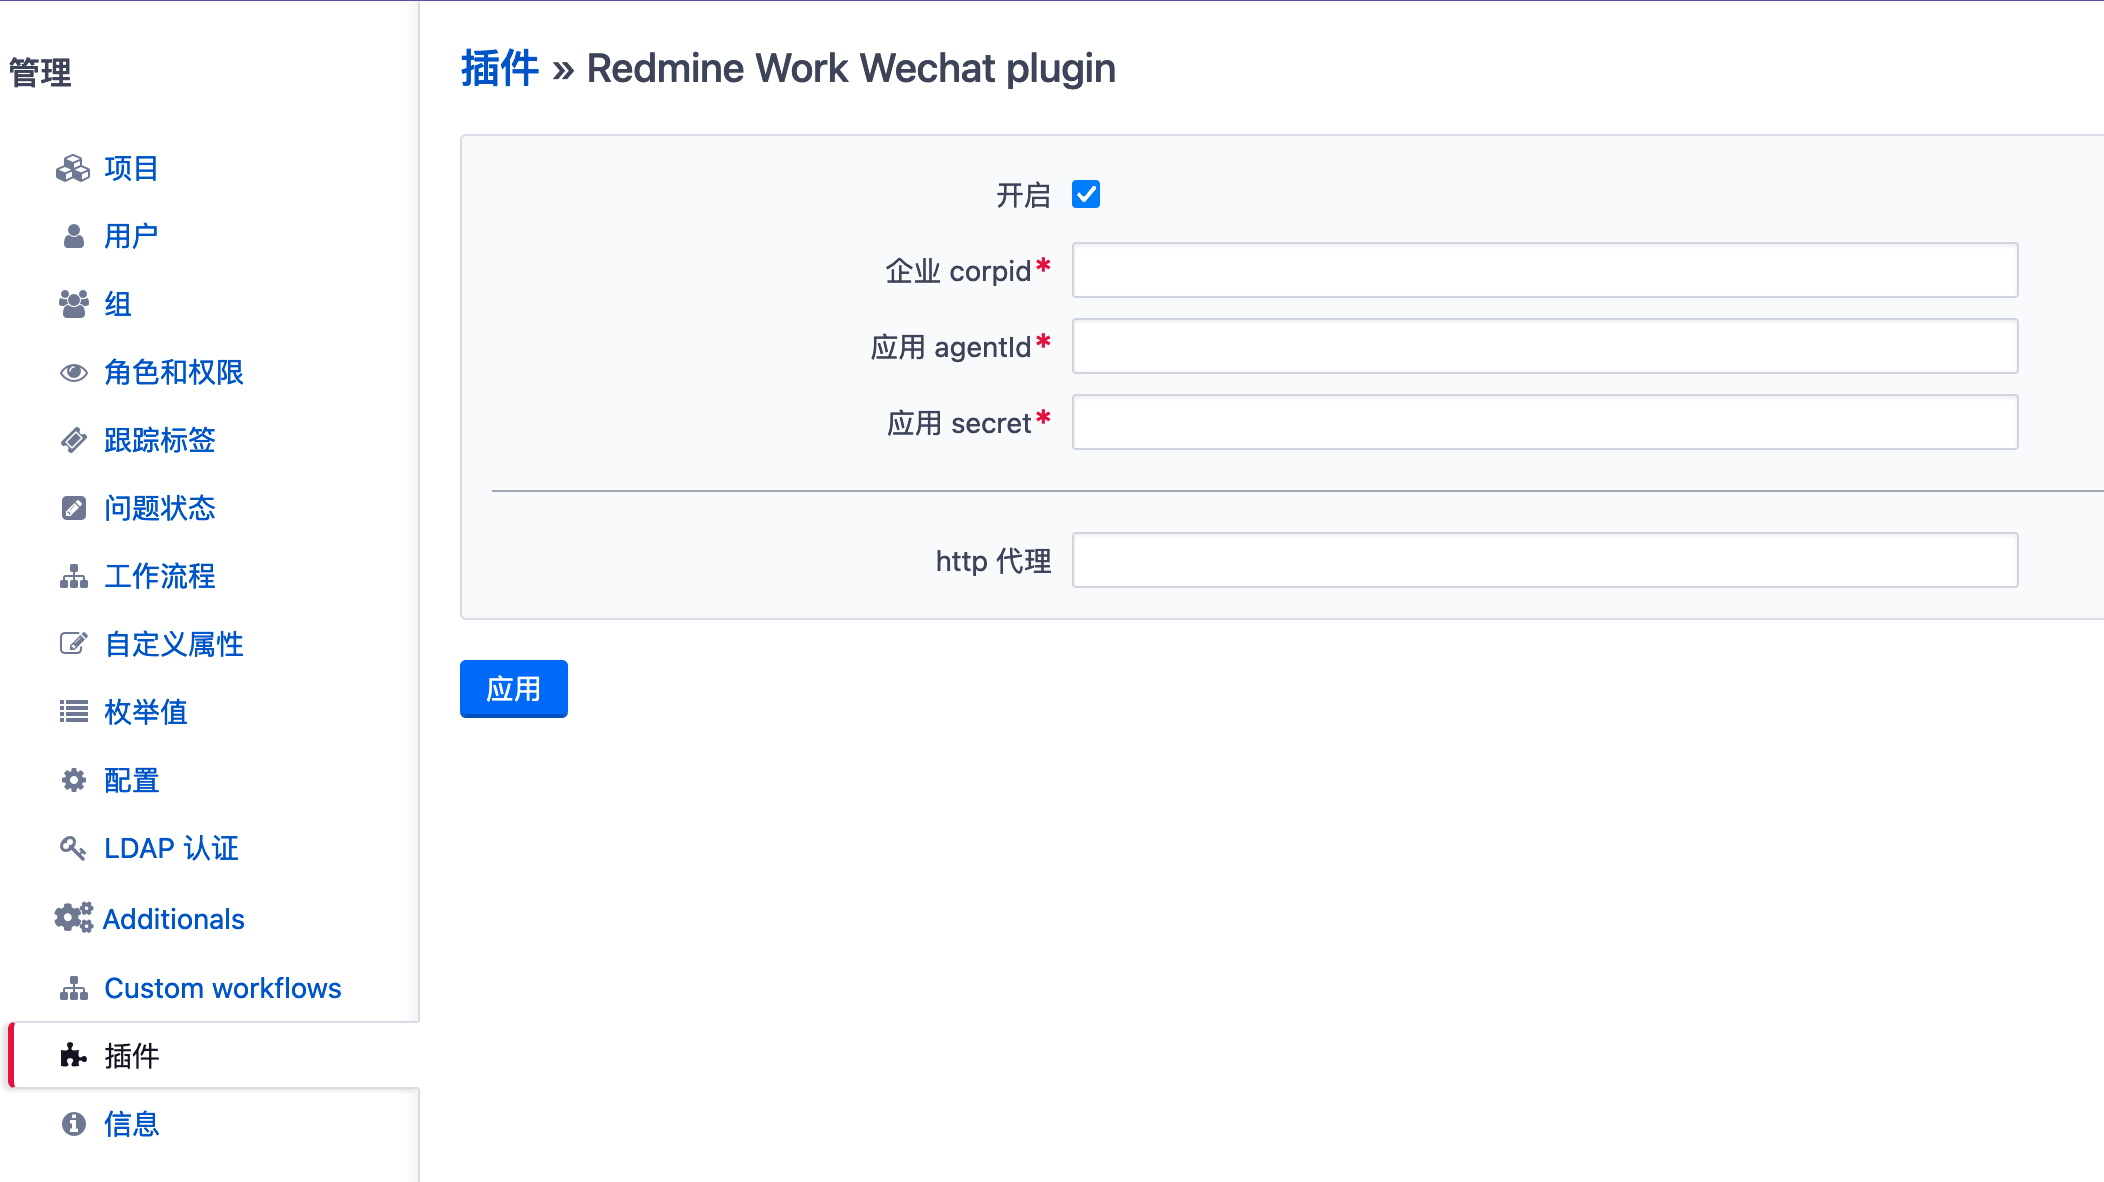 管理
项目
用户
组
角色和权限
跟踪标签
问题状态
工作流程
自定义属性
枚举值
配置
LDAP 认证
Additionals
Custom workflows
插件
信息
插件 » Redmine Work Wechat plugin
开启
企业 corpid*
应用 agentId*
应用 secret*
http 代理
应用